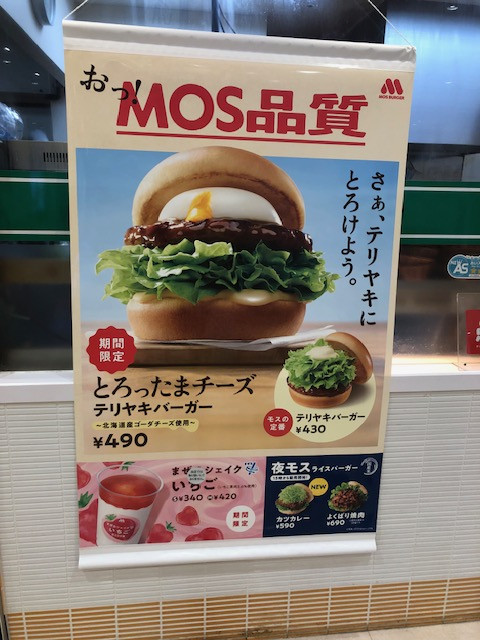 おっ!
MOS品質
MOS BURGER
さぁ、テリヤキに
とろけよう。
期間
限定
とろったまチーズ
テリヤキバーガー
～北海道産ゴーダチーズ使用～
¥490
モスの
定番
テリヤキバーガー
¥430
まぜるシェイク
いちご
S¥340 M¥420
期間
限定
夜モス ライスバーガー
NEW
カツカレー
¥590
よくばり焼肉
¥690